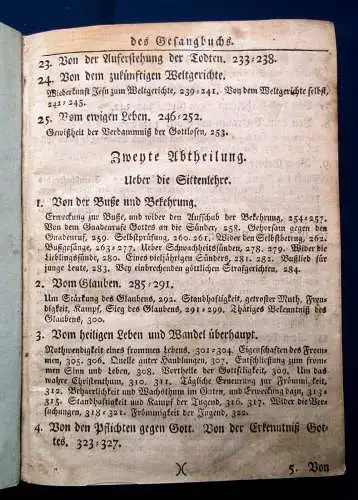 des Gesangbuchs.
23. Von der Auferstehung der Todten. 233-238.
24. Von dem zukünftigen Weltgerichte.
Wiederkunft Jesu zum Weltgerichte, 239-241. Von dem Weltgerichte selbst,
242-245.
25. Vom ewigen Leben. 246-252.
Gewißheit der Verdammniß der Gottlosen, 253.
Zweyte Abtheilung.
Ueber die Sittenlehre.
1. Von der Buße und Bekehrung.
Erweckung zur Buße, und wider den Aufschub der Bekehrung, 254-257.
Von dem Gnadenrufe Gottes an die Sünder, 258. Gehorsam gegen den
Gnadenruf, 259. Selbstprüfung, 260. 261. Wider den Selbstbetrug, 262.
Bußgesänge, 263-277. Ueber Schwachheitssünden, 278. 279. Wider die
Lieblingssünde, 280. Eines vieljährigen Sünders, 281. 282. Bußlied für
junge Leute, 283. Bey einbrechenden göttlichen Strafgerichten, 284.
2. Vom Glauben. 285-291.
Um Stärkung des Glaubens, 292. Standhaftigkeit, getroster Muth, Freu-
digkeit, Sieg, Kampf, Sieg des Glaubens, 291-299. Thätiges Bekenntniß des
Glaubens, 300.
3. Vom heiligen Leben und Wandel überhaupt.
Nothwendigkeit eines frommen Lebens, 301-304. Eigenschaften des From-
men, 305. 306. Quelle guter Handlungen, 307. Entschließung zum from-
men Sinn und Leben, 308. Vortheile der Gottseligkeit, 309. Um das
wahre Christenthum, 310. 311. Tägliche Erneuerung zur Frömmigkeit,
312. Beharrlichkeit und Wachsthum im Guten, und Erweckung dazu, 313-
315. Standhaftigkeit und Kampf der Tugend, 316. 317. Wider die Ver-
suchungen, 318-321. Frömmigkeit der Jugend, 322.
4. Von den Pflichten gegen Gott. Von der Erkenntniß Got-
tes. 323-327.
)( 5. Von